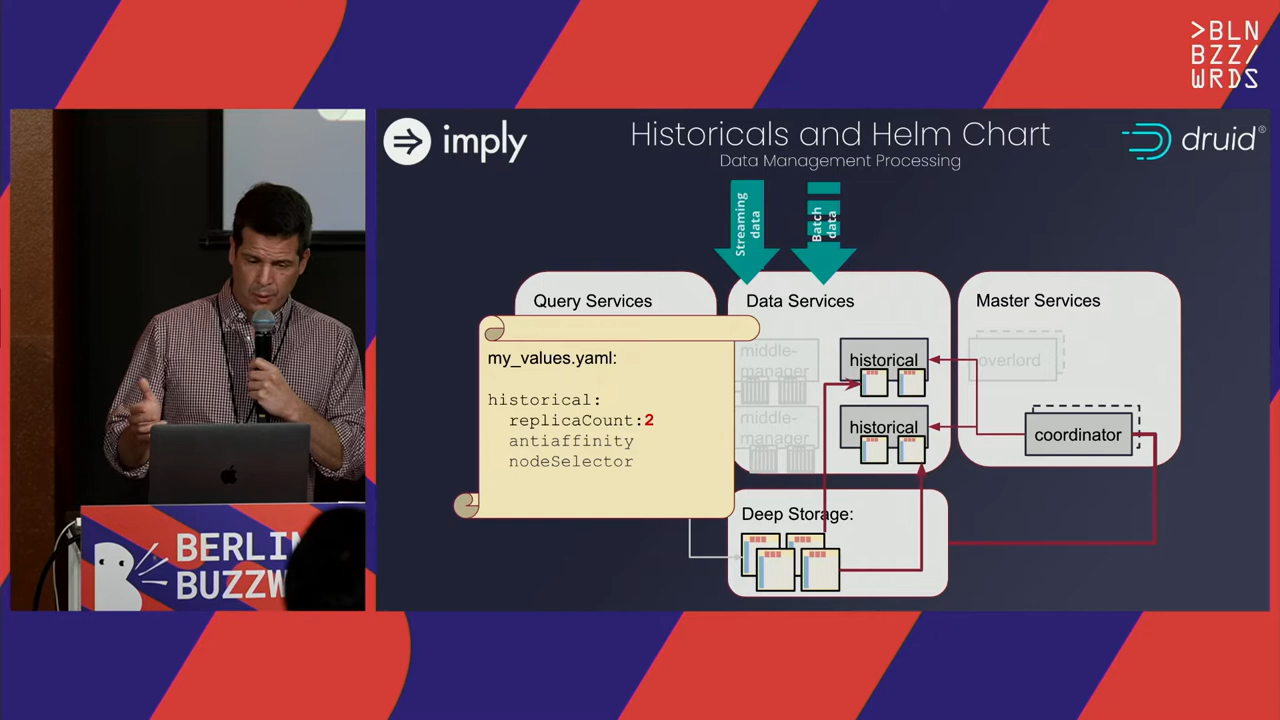 >BLN
BZZ/
WRDS
imply
Historicals and Helm Chart
Data Management Processing
druid®
Streaming
data
Batch
data
Query Services
Data Services
Master Services
my_values.yaml:
historical:
replicaCount:2
antiaffinity
nodeSelector
middle-
manager
historical
middle-
manager
historical
overlord
coordinator
Deep Storage:
BERLIN
BUZZW